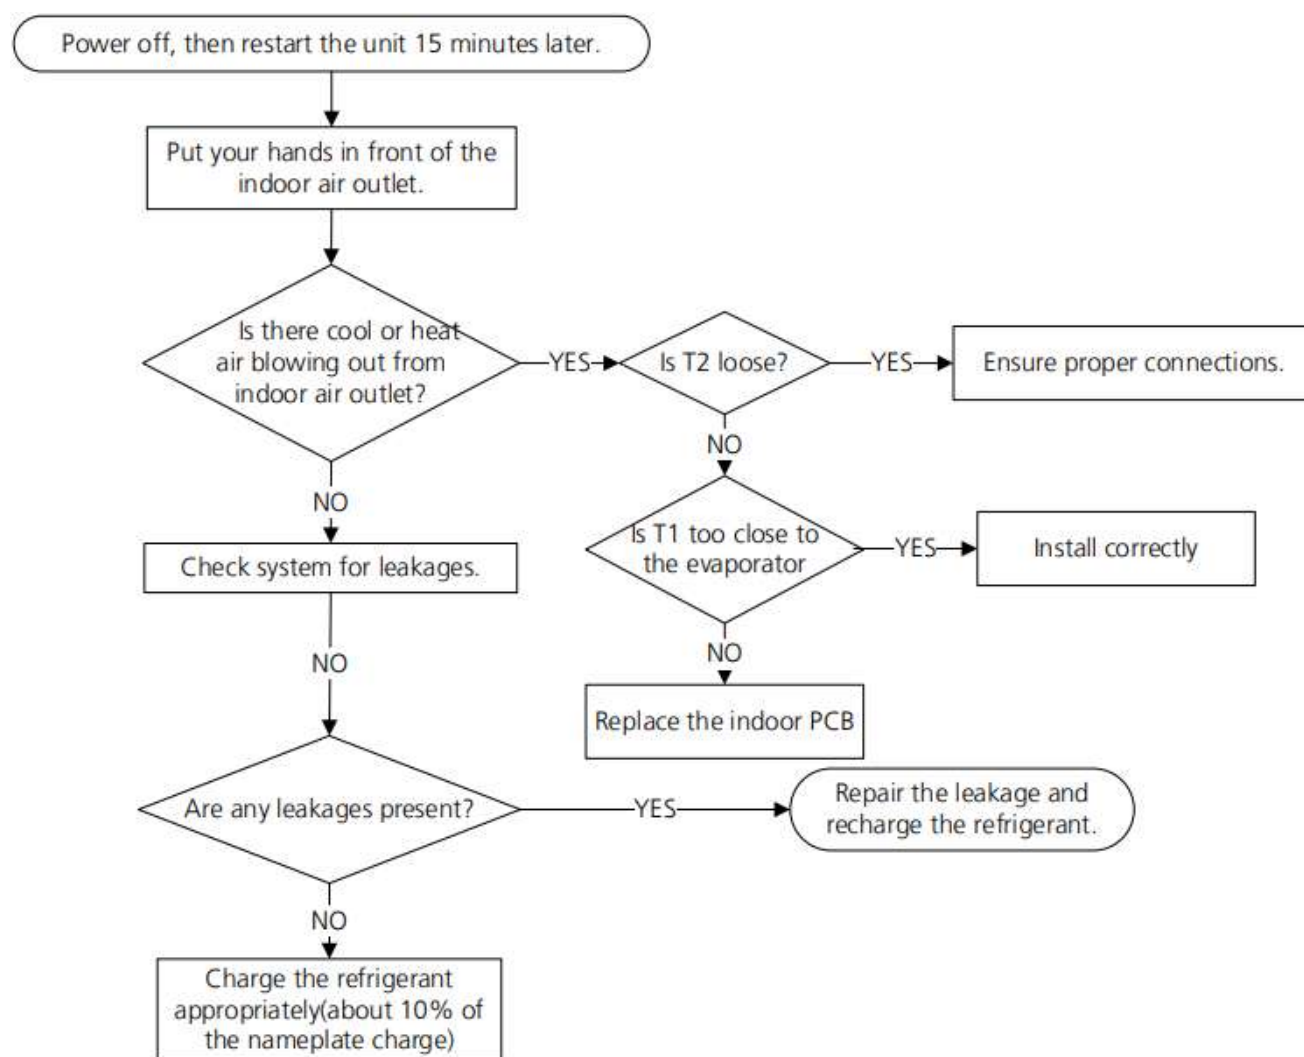 Power off, then restart the unit 15 minutes later.
Put your hands in front of the
indoor air outlet.
Is there cool or heat
air blowing out from
indoor air outlet?
YES
Is T2 loose?
YES
Ensure proper connections.
NO
NO
Is T1 too close to
the evaporator
YES
Install correctly
Check system for leakages.
NO
NO
Replace the indoor PCB
Are any leakages present?
YES
Repair the leakage and
recharge the refrigerant.
NO
Charge the refrigerant
appropriately(about 10% of
the nameplate charge)